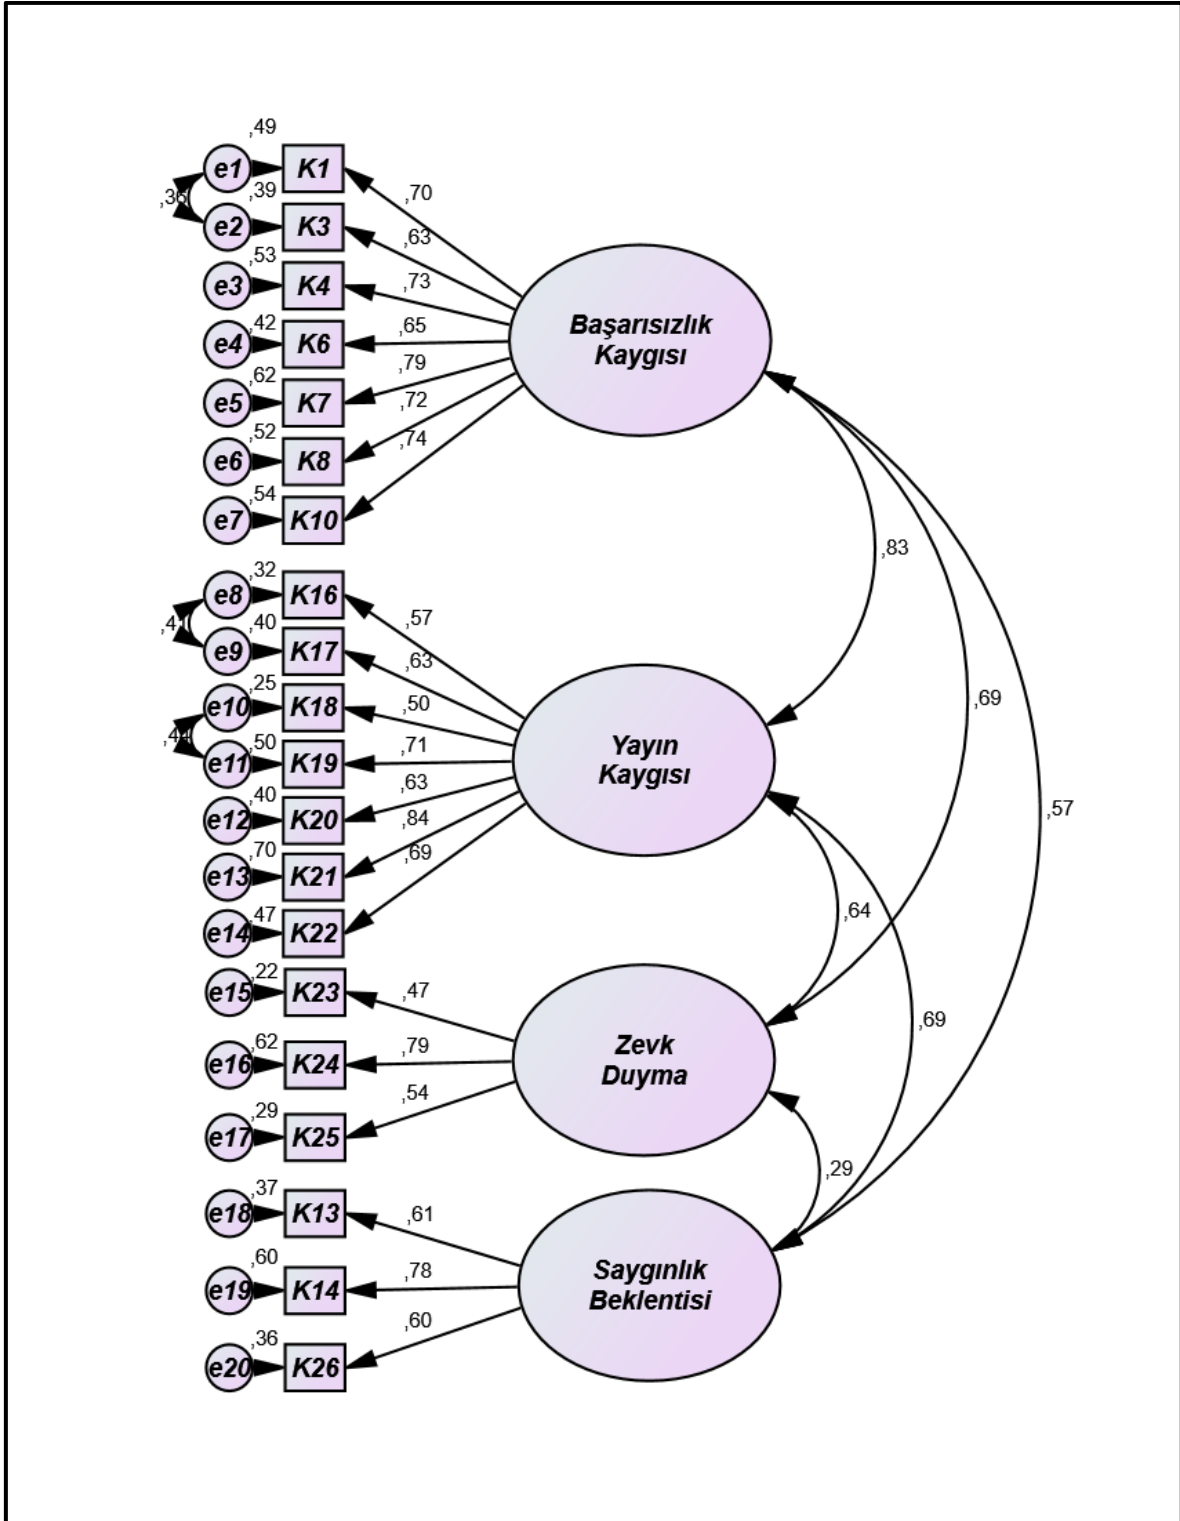 ,49
e1 K1
,36
,39
e2 K3
,53
e3 K4
,42
e4 K6
,62
e5 K7
,52
e6 K8
,54
e7 K10
,70
,63
,73
,65
,79
,72
,74
Başarısızlık
Kaygısı
,32
e8 K16
,40
e9 K17
,25
e10 K18
,50
e11 K19
,40
e12 K20
,70
e13 K21
,47
e14 K22
,57
,63
,50
,71
,63
,84
,69
Yayın
Kaygısı
,22
e15 K23
,62
e16 K24
,29
e17 K25
,47
,79
,54
Zevk
Duyma
,37
e18 K13
,60
e19 K14
,36
e20 K26
,61
,78
,60
Saygınlık
Beklentisi
,83
,69
,57
,64
,69
,29